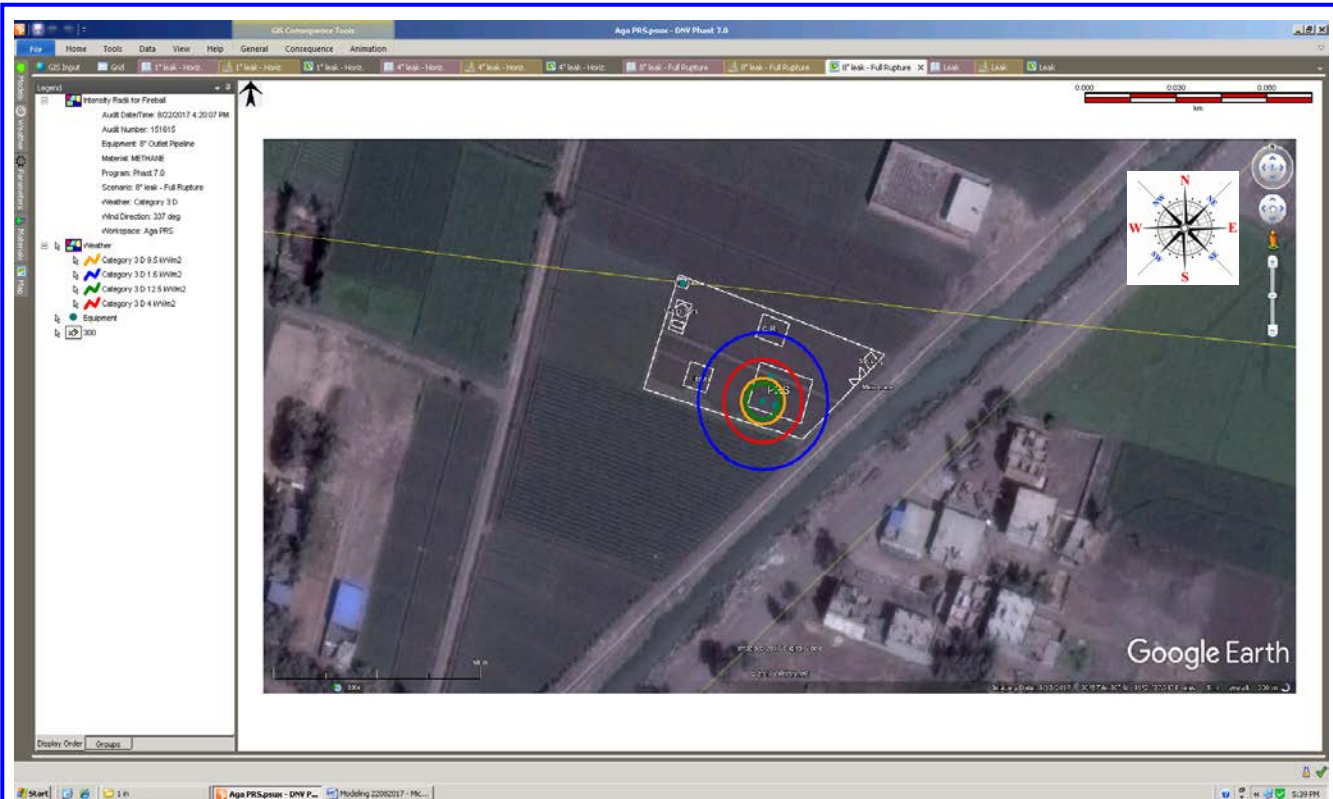 GIS Consequence Tools
Aga PRS.psux - DNV Phast 7.0
File Home Tools Data View Help General Consequence Animation
GIS Input Grid 1" leak - Horiz. 1" leak - Horiz. 1" leak - Horiz. 4" leak - Horiz. 4" leak - Horiz. 4" leak - Horiz. 8" leak - Full Rupture 8" leak - Full Rupture 8" leak - Full Rupture X Leak Leak Leak
Models
Weather
Parameters
Materials
Map
Legend
Intensity Radii for Fireball
Audit Date/Time: 8/22/2017 4:20:07 PM
Audit Number: 151615
Equipment: 8" Outlet Pipeline
Material: METHANE
Program: Phast 7.0
Scenario: 8" leak - Full Rupture
Weather: Category 3 D
Wind Direction: 337 deg
Workspace: Aga PRS
Weather
Category 3 D 9.5 kW/m2
Category 3 D 1.6 kW/m2
Category 3 D 12.5 kW/m2
Category 3 D 4 kW/m2
Equipment
300
0.000 0.030 0.060
km
N
NW NE
W E
SW SE
S
C.R
PRS
Google Earth
Display Order Groups
Start 1 in Aga PRS.psux - DNV P... Modeling 22082017 - Mic... 5:39 PM